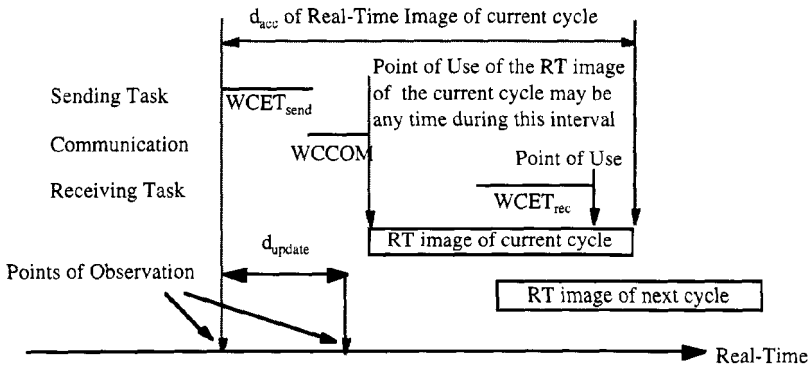 d_acc of Real-Time Image of current cycle
Sending Task
WCET_send
Point of Use of the RT image
of the current cycle may be
any time during this interval
Communication
WCCOM
Point of Use
Receiving Task
WCET_rec
RT image of current cycle
d_update
Points of Observation
RT image of next cycle
Real-Time